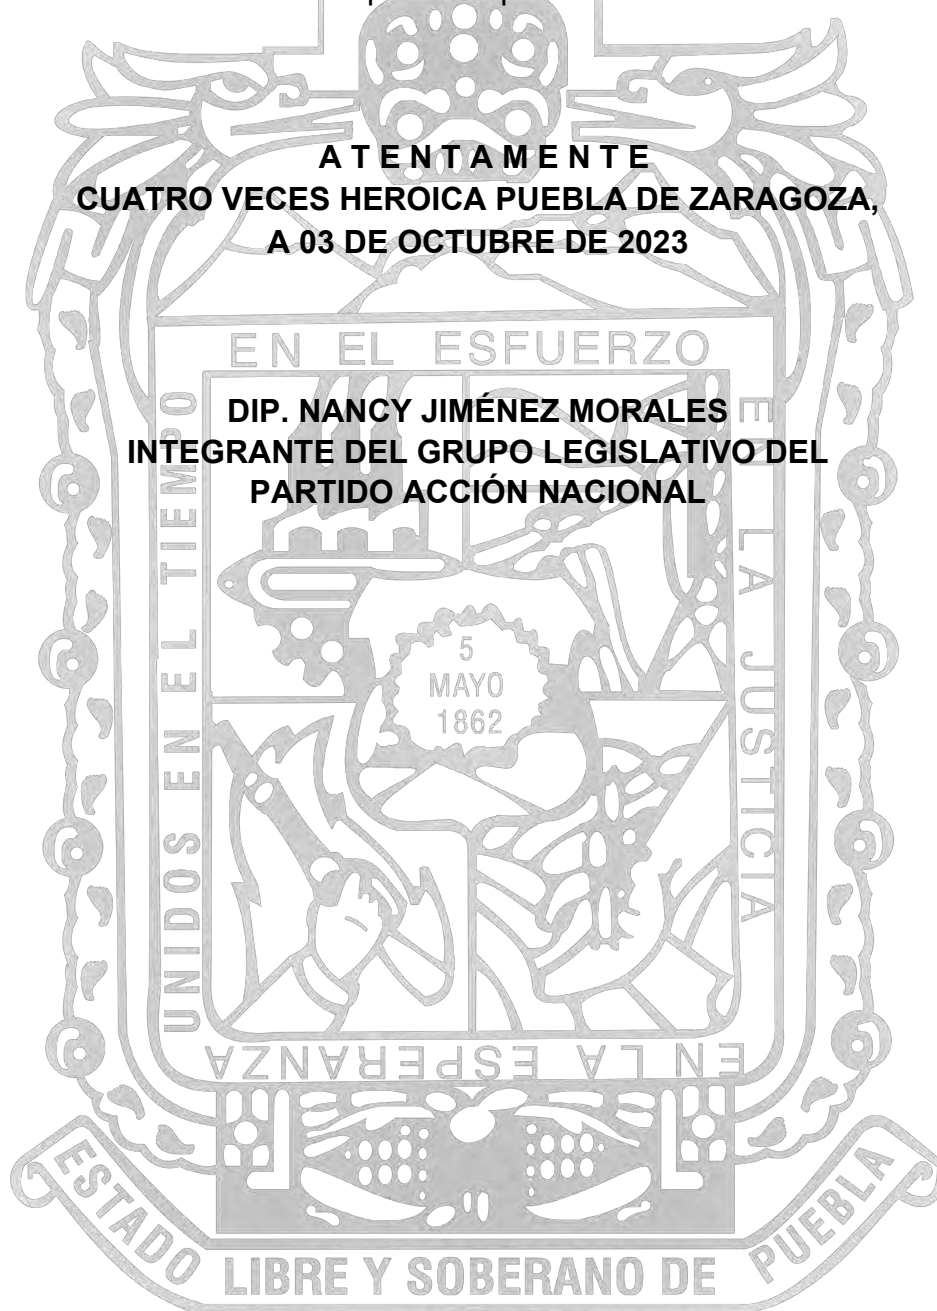 A T E N T A M E N T E
CUATRO VECES HEROICA PUEBLA DE ZARAGOZA,
A 03 DE OCTUBRE DE 2023
EN EL ESFUERZO
DIP. NANCY JIMÉNEZ MORALES
INTEGRANTE DEL GRUPO LEGISLATIVO DEL
PARTIDO ACCIÓN NACIONAL
EN LA JUSTICIA
UNIDOS EN EL TIEMPO
5
MAYO
1862
EN LA ESPERANZA
ESTADO LIBRE Y SOBERANO DE PUEBLA